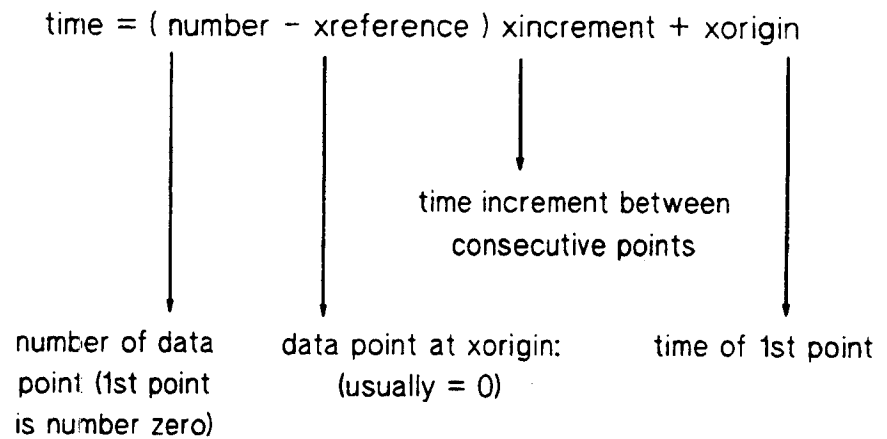 time = ( number - xreference ) xincrement + xorigin
time increment between
consecutive points
number of data
point (1st point
is number zero)
data point at xorigin:
(usually = 0)
time of 1st point